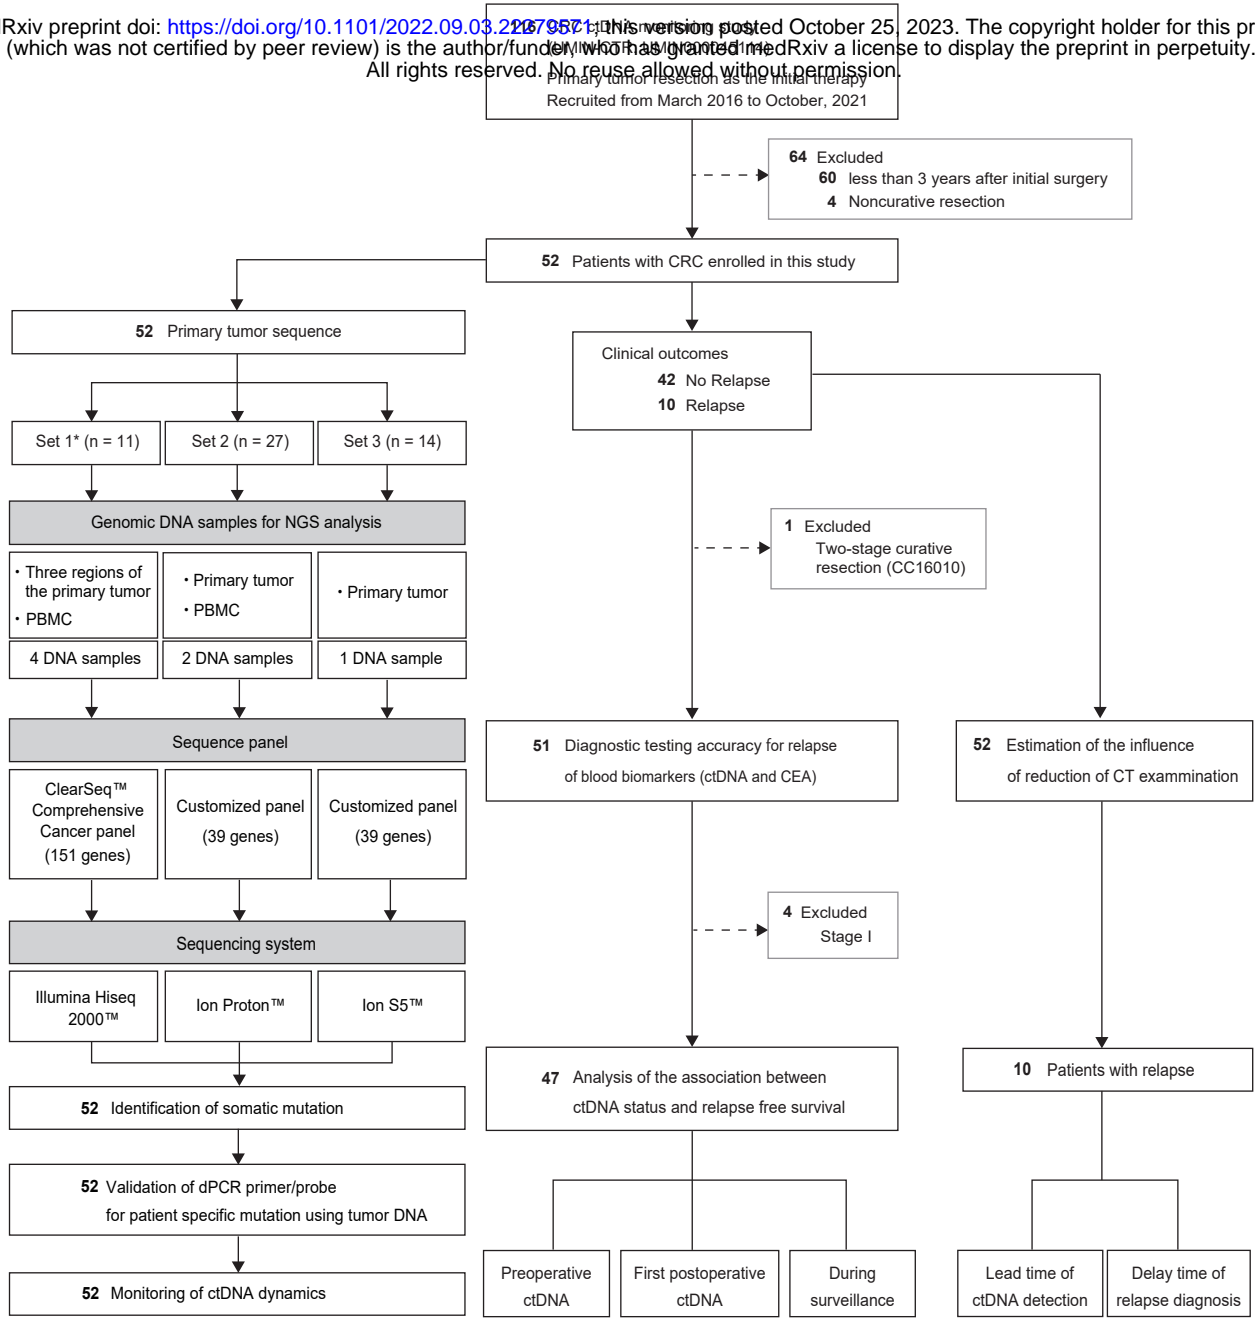 Rxiv preprint doi: https://doi.org/10.1101/2022.09.03.22279571; this version posted October 25, 2023. The copyright holder for this pr
(which was not certified by peer review) is the author/funder, who has granted medRxiv a license to display the preprint in perpetuity.
All rights reserved. No reuse allowed without permission.
Primary tumor resection as the initial therapy
Recruited from March 2016 to October, 2021
64 Excluded
60 less than 3 years after initial surgery
4 Noncurative resection
52 Patients with CRC enrolled in this study
52 Primary tumor sequence
Clinical outcomes
42 No Relapse
10 Relapse
Set 1* (n = 11)
Set 2 (n = 27)
Set 3 (n = 14)
Genomic DNA samples for NGS analysis
1 Excluded
Two-stage curative
resection (CC16010)
・Three regions of
the primary tumor
・PBMC
・Primary tumor
・PBMC
・Primary tumor
4 DNA samples
2 DNA samples
1 DNA sample
Sequence panel
51 Diagnostic testing accuracy for relapse
of blood biomarkers (ctDNA and CEA)
52 Estimation of the influence
of reduction of CT exammination
ClearSeq™
Comprehensive
Cancer panel
(151 genes)
Customized panel
(39 genes)
Customized panel
(39 genes)
4 Excluded
Stage I
Sequencing system
Illumina Hiseq
2000™
Ion Proton™
Ion S5™
47 Analysis of the association between
ctDNA status and relapse free survival
10 Patients with relapse
52 Identification of somatic mutation
52 Validation of dPCR primer/probe
for patient specific mutation using tumor DNA
52 Monitoring of ctDNA dynamics
Preoperative
ctDNA
First postoperative
ctDNA
During
surveillance
Lead time of
ctDNA detection
Delay time of
relapse diagnosis